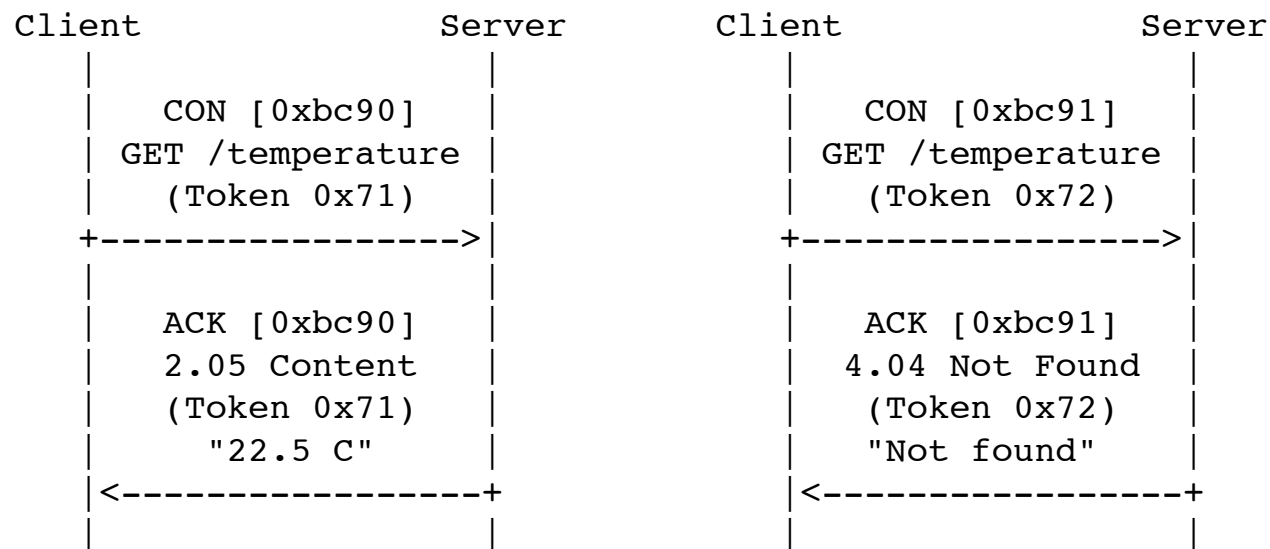 Client Server Client Server
CON [0xbc90] CON [0xbc91]
GET /temperature GET /temperature
(Token 0x71) (Token 0x72)
ACK [0xbc90] ACK [0xbc91]
2.05 Content 4.04 Not Found
(Token 0x71) (Token 0x72)
"22.5 C" "Not found"